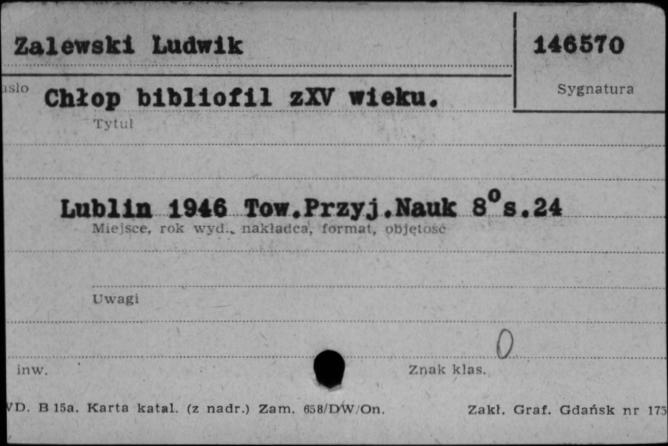 Zalewski Ludwik
146570
Sygnatura
Chłop bibliofil zXV wieku.
Tytuł
Lublin 1946 Tow.Przyj.Nauk 8⁰s.24
Miejsce, rok wyd., nakładca, format, objętość
Uwagi
0
inw.
Znak klas.
B 15a. Karta katal. (z nadr.) Zam. 658/DW/On.
Zakł. Graf. Gdańsk nr 173